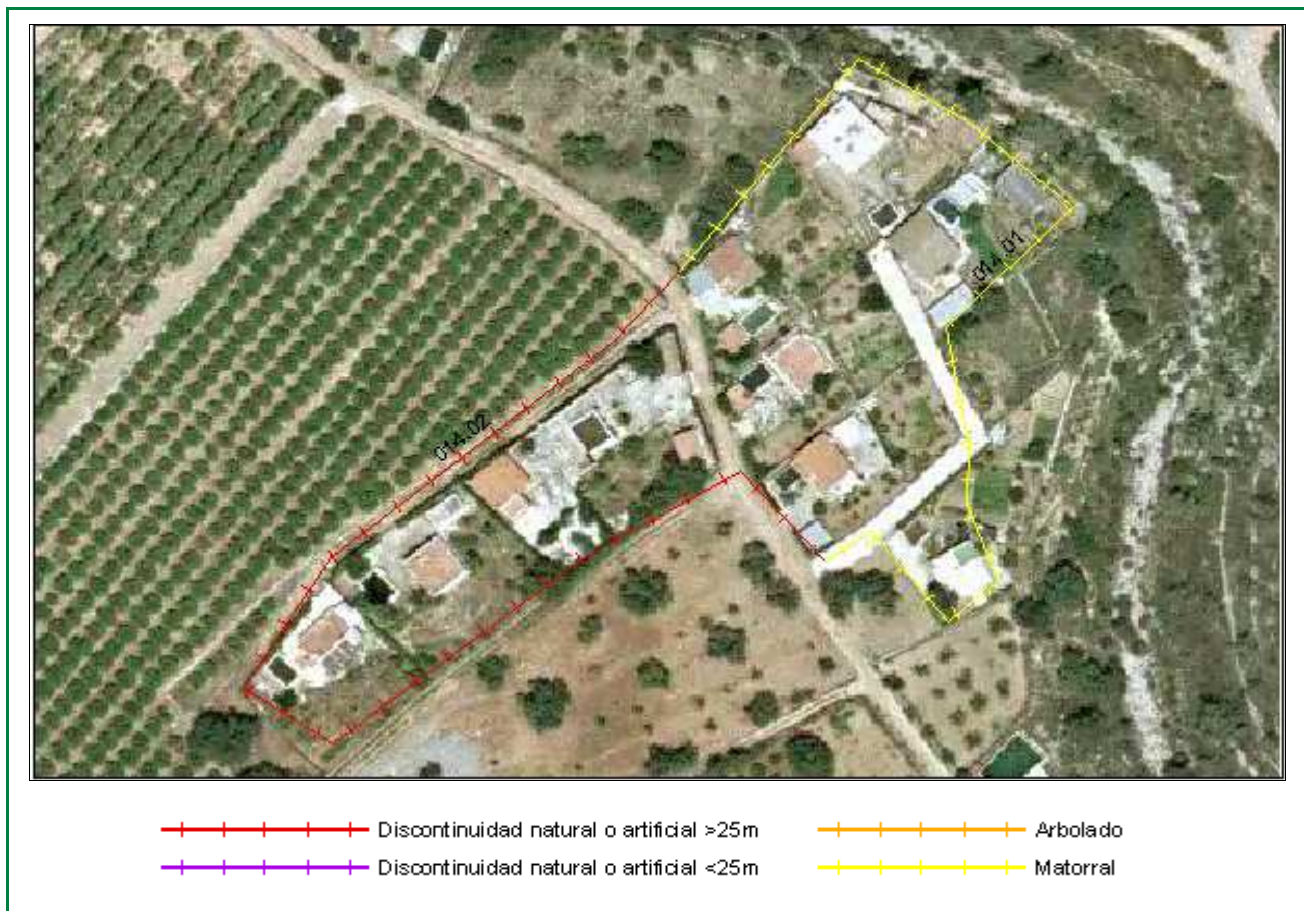 014.01
014.02
Discontinuidad natural o artificial >25m
Arbolado
Discontinuidad natural o artificial <25m
Matorral